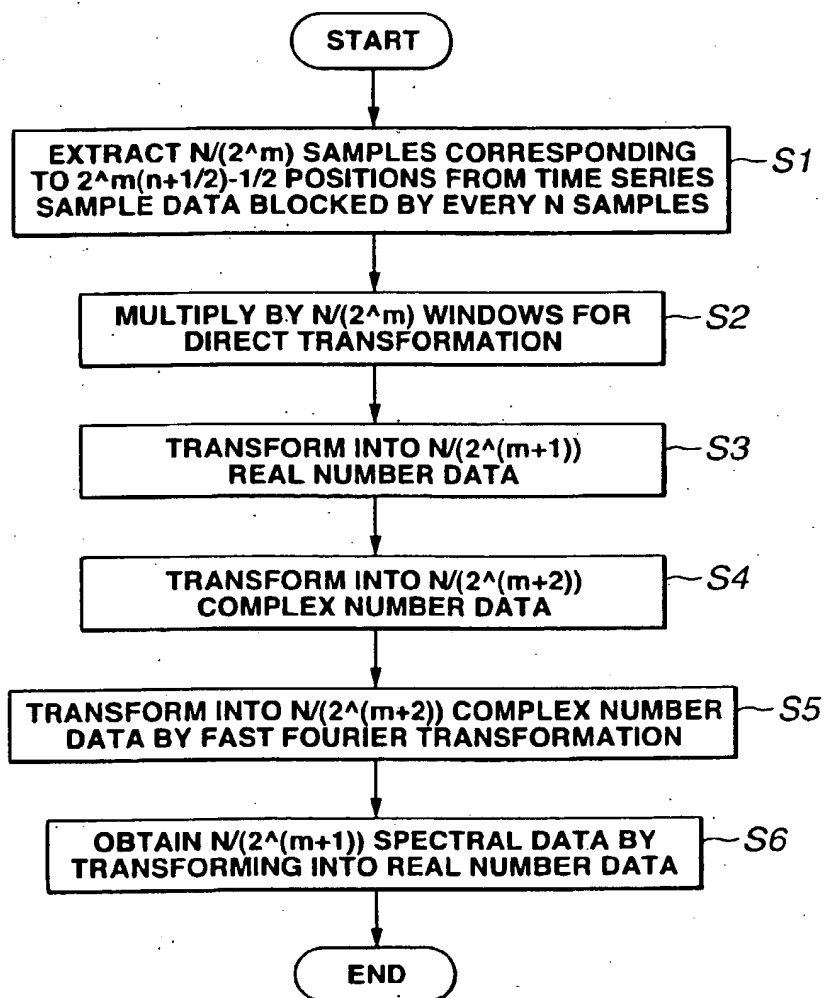 START
EXTRACT N/(2^m) SAMPLES CORRESPONDING
TO 2^m(n+1/2)-1/2 POSITIONS FROM TIME SERIES
SAMPLE DATA BLOCKED BY EVERY N SAMPLES
S1
MULTIPLY BY N/(2^m) WINDOWS FOR
DIRECT TRANSFORMATION
S2
TRANSFORM INTO N/(2^(m+1))
REAL NUMBER DATA
S3
TRANSFORM INTO N/(2^(m+2))
COMPLEX NUMBER DATA
S4
TRANSFORM INTO N/(2^(m+2)) COMPLEX NUMBER
DATA BY FAST FOURIER TRANSFORMATION
S5
OBTAIN N/(2^(m+1)) SPECTRAL DATA BY
TRANSFORMING INTO REAL NUMBER DATA
S6
END